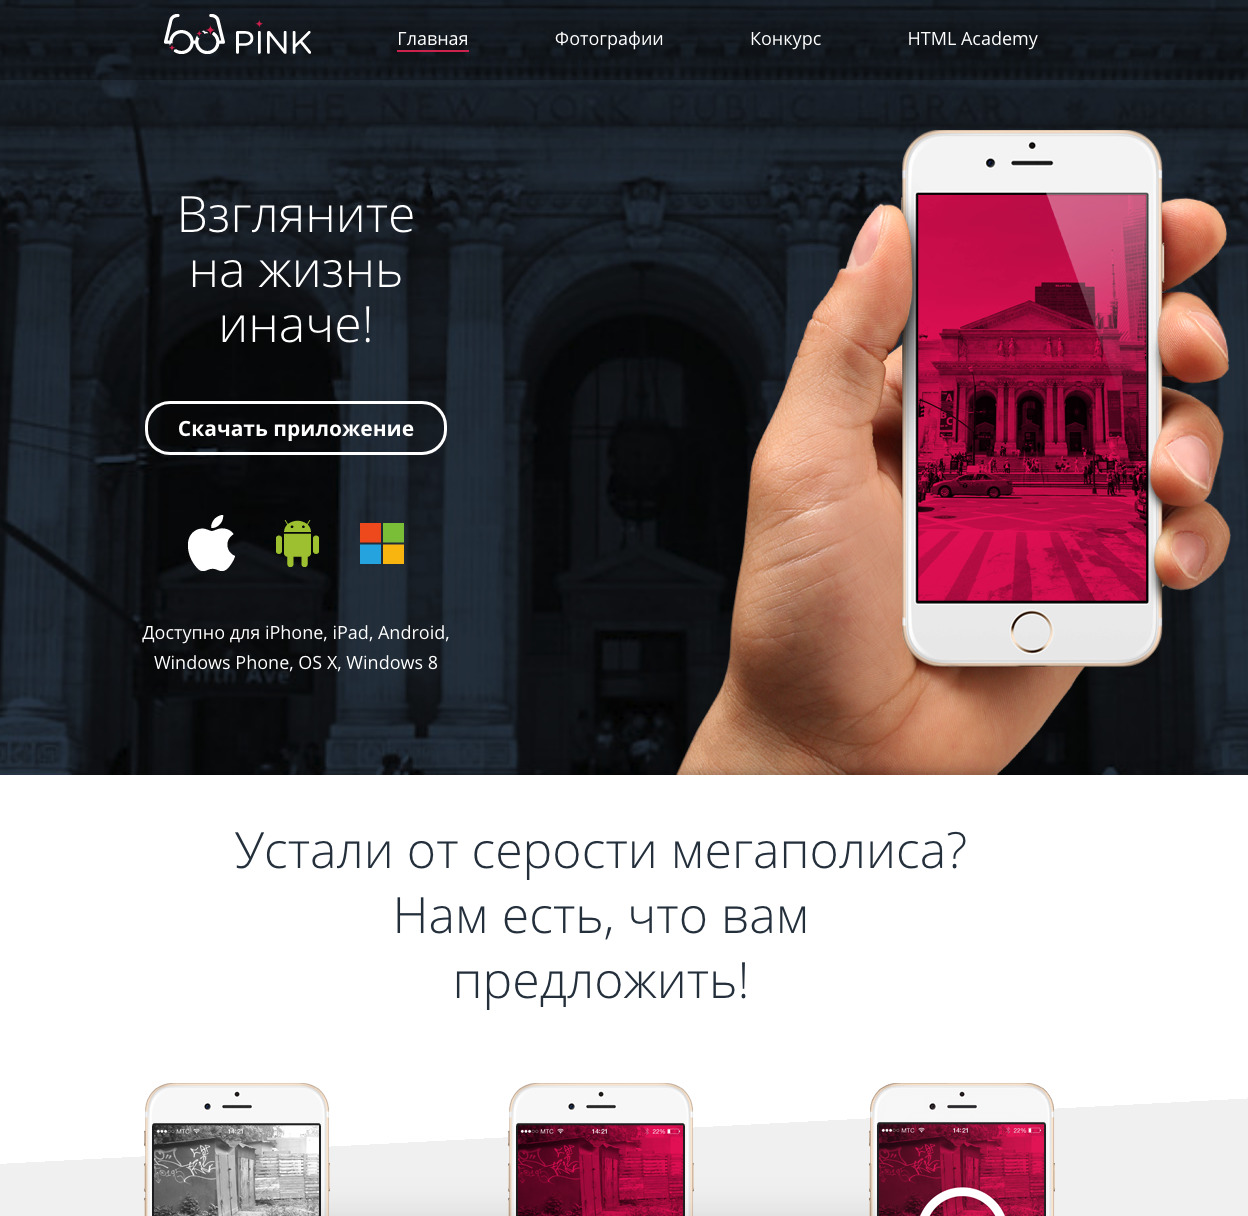 PINK
Главная
Фотографии
Конкурс
HTML Academy
THE NEW YORK PUBLIC LIBRARY
Взгляните
на жизнь
иначе!
Скачать приложение
Доступно для iPhone, iPad, Android,
Windows Phone, OS X, Windows 8
Fifth Ave
Устали от серости мегаполиса?
Нам есть, что вам
предложить!
МТС 14:21
МТС 14:21 22%
МТС 14:21 22%